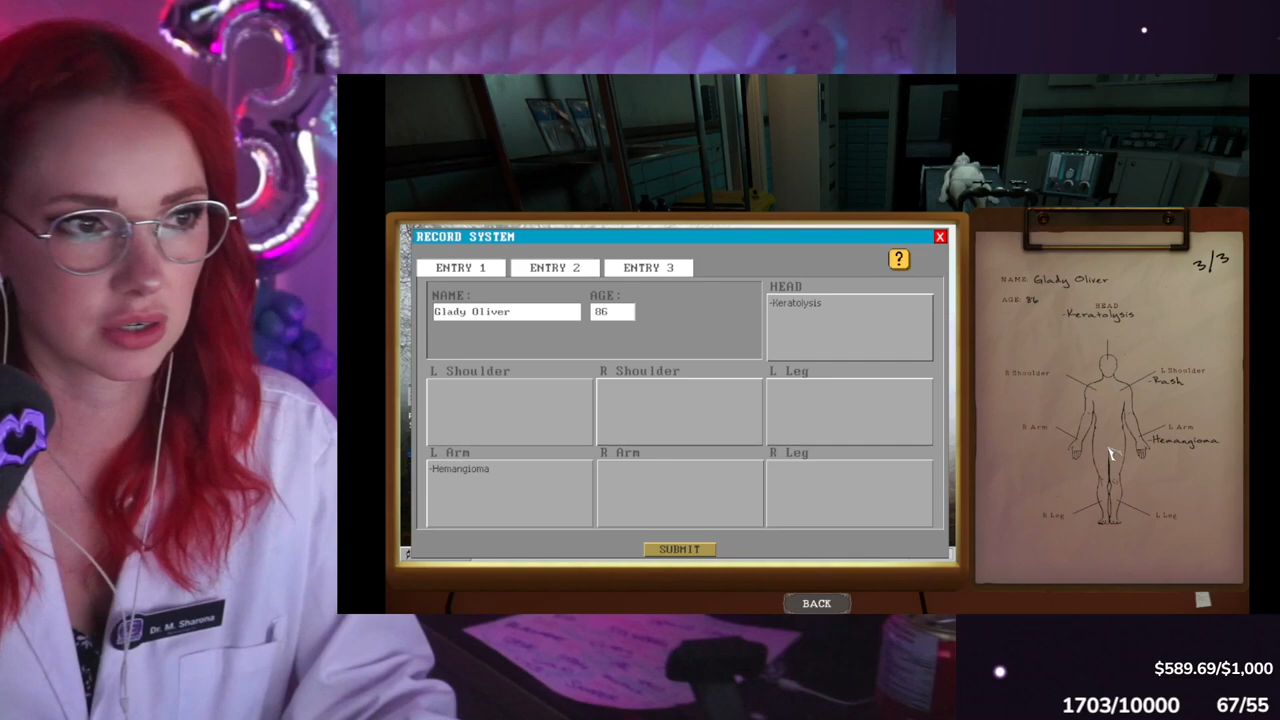 RECORD SYSTEM
X
ENTRY 1
ENTRY 2
ENTRY 3
?
NAME:
AGE:
Glady Oliver
86
HEAD
-Keratolysis
L Shoulder
R Shoulder
L Leg
L Arm
R Arm
R Leg
-Hemangioma
SUBMIT
BACK
3/3
NAME: Glady Oliver
AGE: 86
HEAD
-Keratolysis
R Shoulder
L Shoulder
-Rash
R Arm
L Arm
-Hemangioma
R Leg
L Leg
Dr. M. Sharona
$589.69/$1,000
1703/10000
67/55